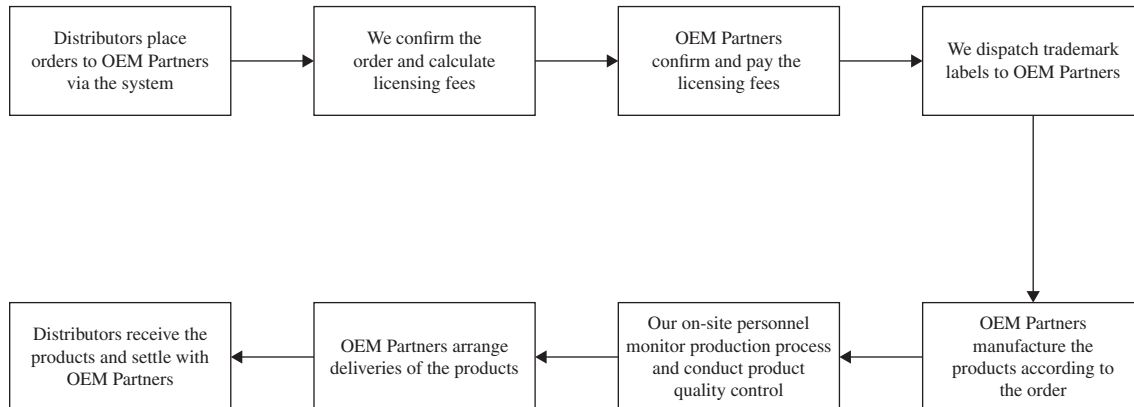 Distributors place
orders to OEM Partners
via the system
We confirm the
order and calculate
licensing fees
OEM Partners
confirm and pay the
licensing fees
We dispatch trademark
labels to OEM Partners
OEM Partners
manufacture the
products according to
the order
Our on-site personnel
monitor production process
and conduct product
quality control
OEM Partners arrange
deliveries of the products
Distributors receive the
products and settle with
OEM Partners